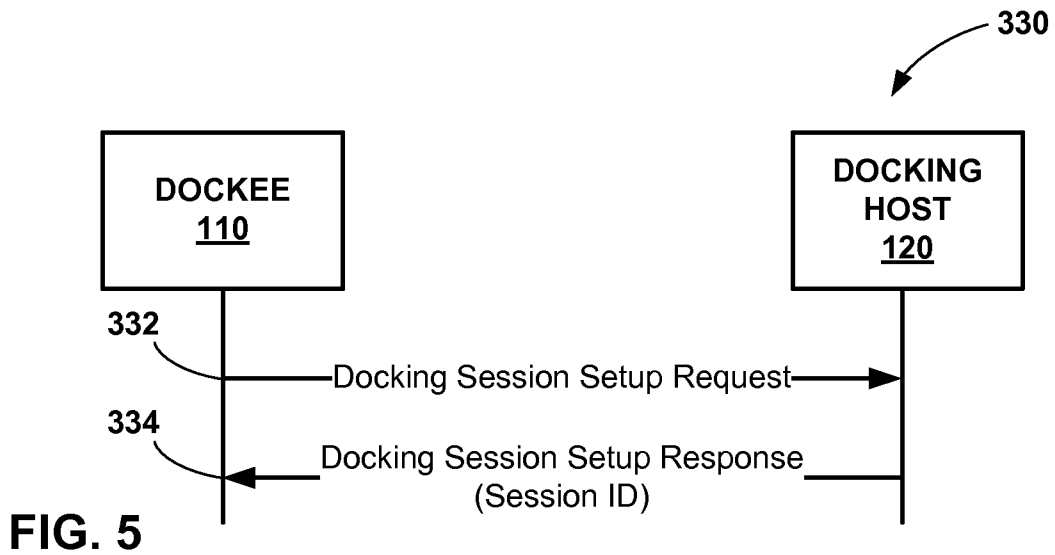 330
DOCKEE
110
DOCKING
HOST
120
332
Docking Session Setup Request
334
Docking Session Setup Response
(Session ID)
FIG. 5